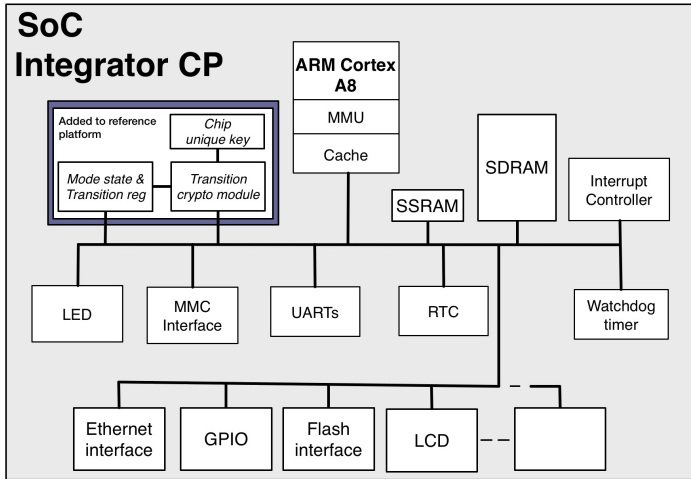 SoC
Integrator CP
Added to reference
platform
Chip
unique key
Mode state &
Transition reg
Transition
crypto module
ARM Cortex
A8
MMU
Cache
SSRAM
SDRAM
Interrupt
Controller
LED
MMC
Interface
UARTs
RTC
Watchdog
timer
Ethernet
interface
GPIO
Flash
interface
LCD